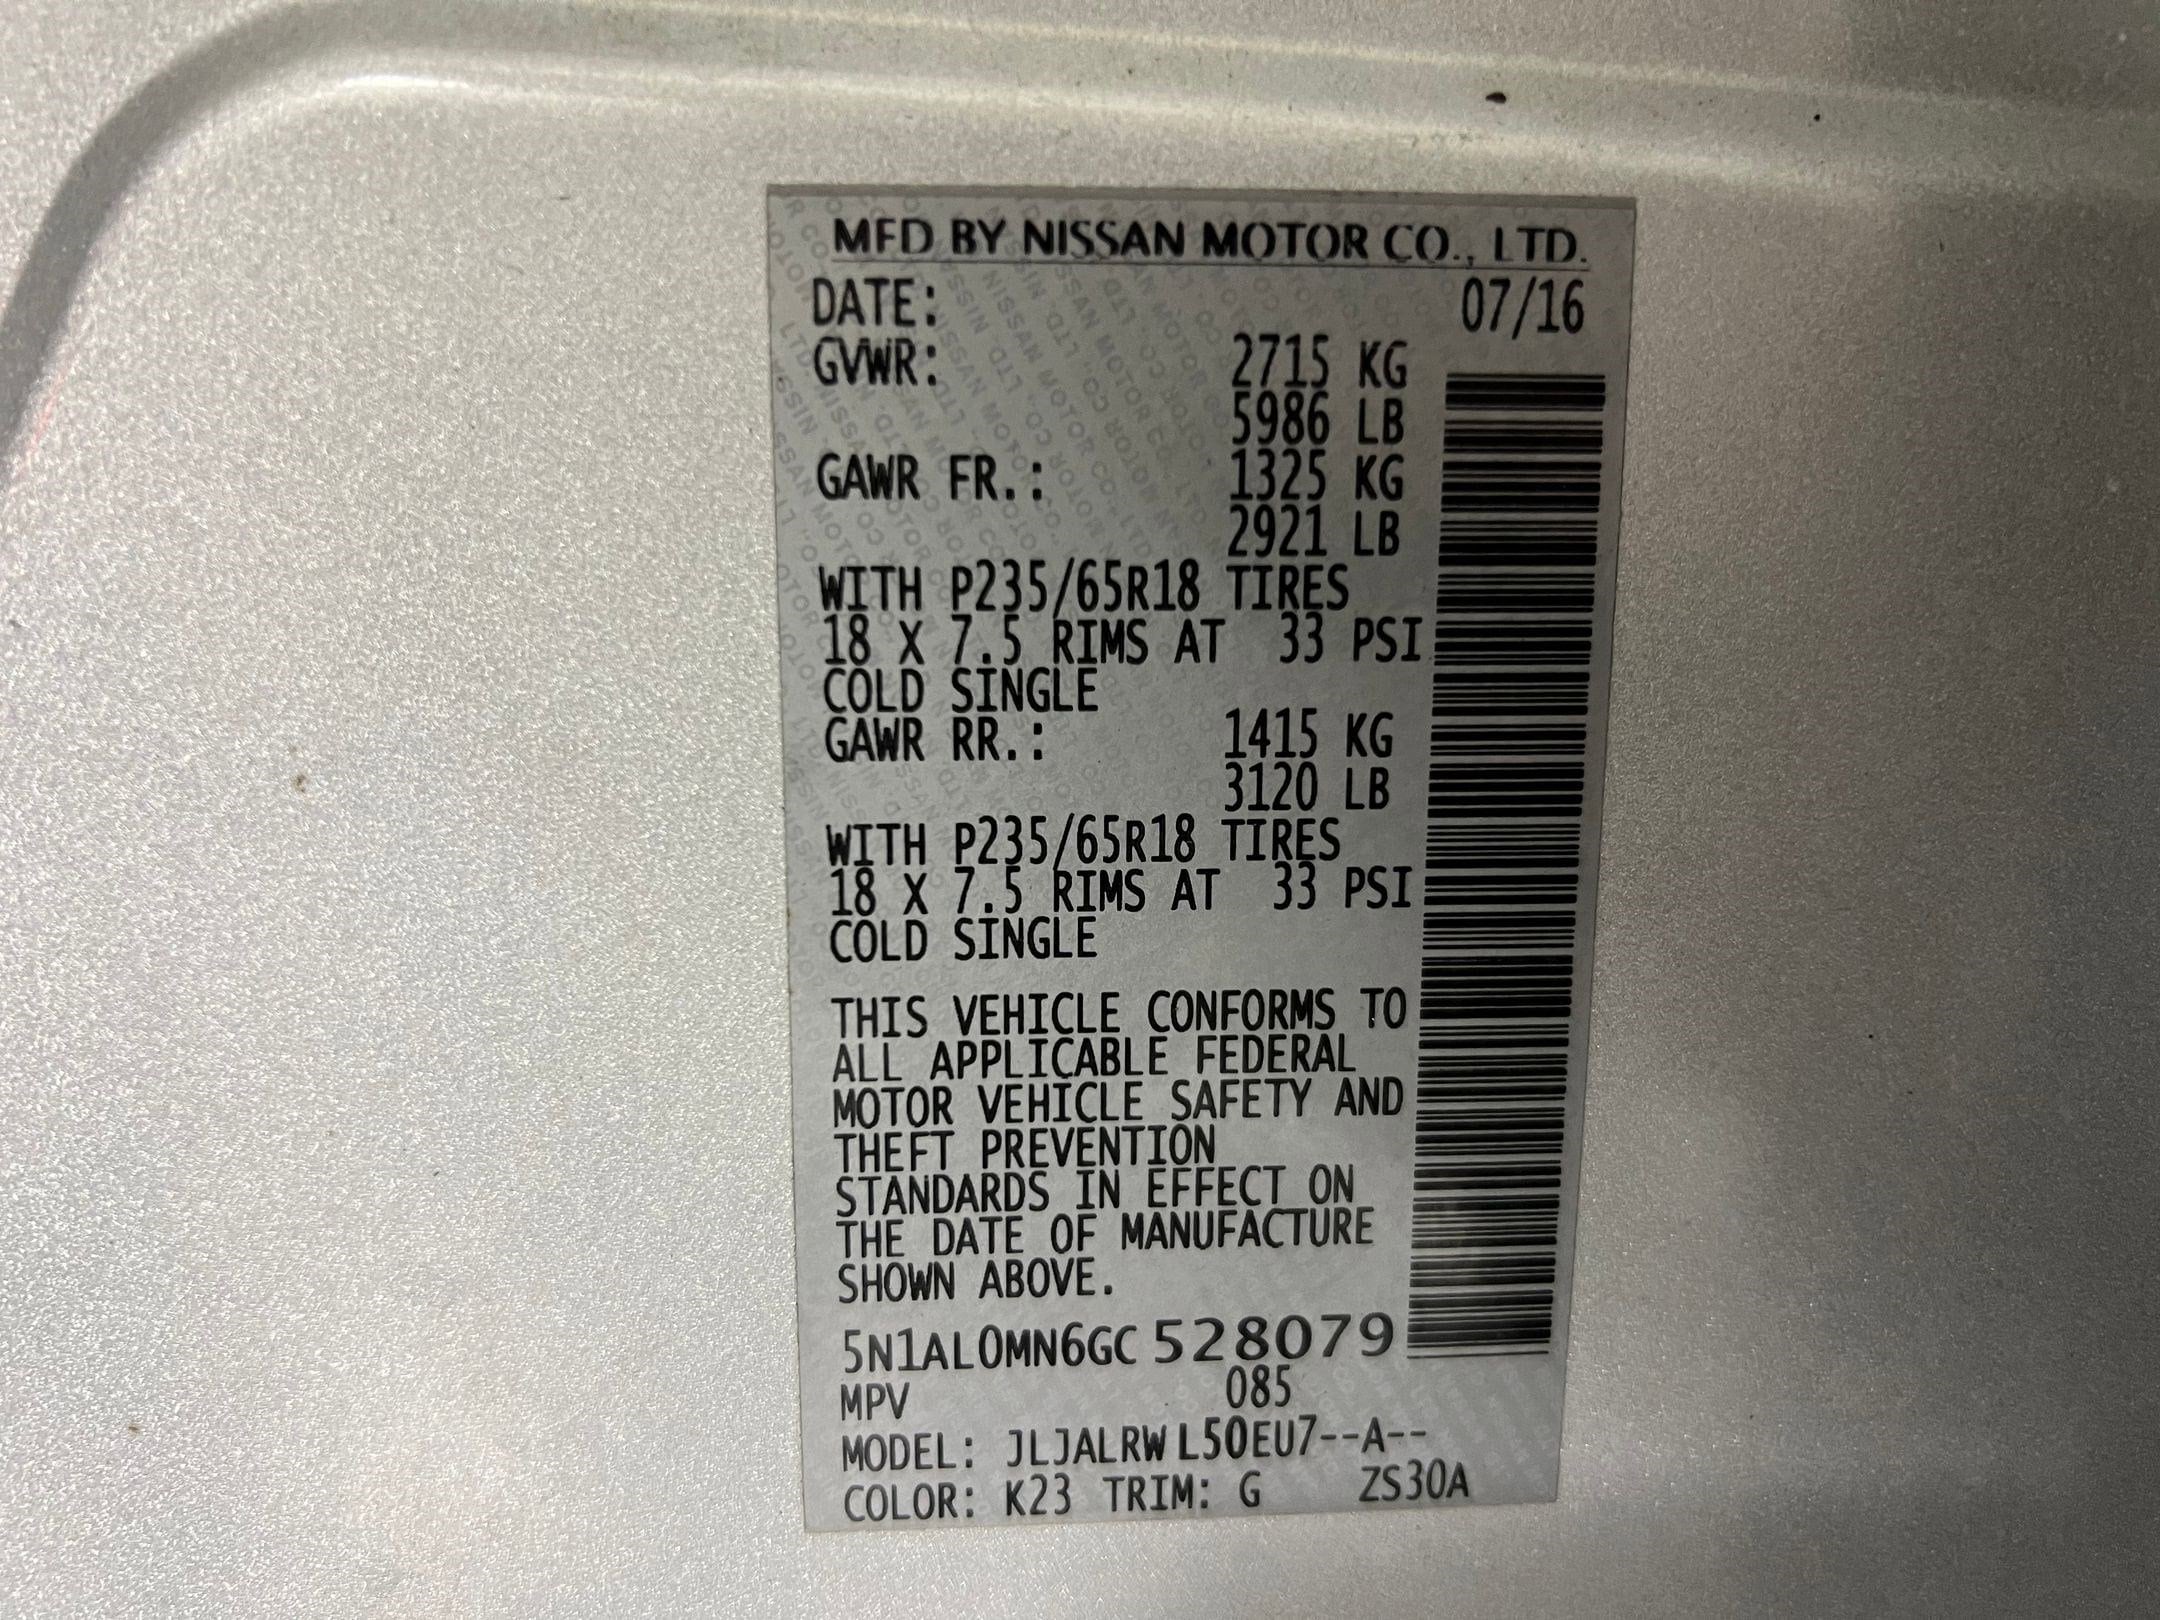 MFD BY NISSAN MOTOR CO., LTD.
DATE: 07/16
GVWR: 2715 KG
5986 LB
GAWR FR.: 1325 KG
2921 LB
WITH P235/65R18 TIRES
18 X 7.5 RIMS AT 33 PSI
COLD SINGLE
GAWR RR.: 1415 KG
3120 LB
WITH P235/65R18 TIRES
18 X 7.5 RIMS AT 33 PSI
COLD SINGLE
THIS VEHICLE CONFORMS TO
ALL APPLICABLE FEDERAL
MOTOR VEHICLE SAFETY AND
THEFT PREVENTION
STANDARDS IN EFFECT ON
THE DATE OF MANUFACTURE
SHOWN ABOVE.
5N1AL0MN6GC528079
MPV 085
MODEL: JLJALRW L50EU7--A--
COLOR: K23 TRIM: G ZS30A